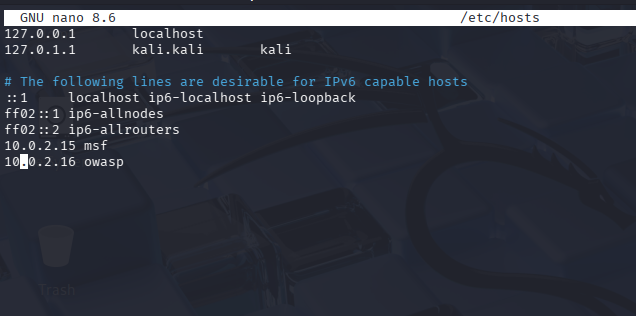 GNU nano 8.6 /etc/hosts
127.0.0.1 localhost
127.0.1.1 kali.kali kali
# The following lines are desirable for IPv6 capable hosts
::1 localhost ip6-localhost ip6-loopback
ff02::1 ip6-allnodes
ff02::2 ip6-allrouters
10.0.2.15 msf
10.0.2.16 owasp
Trash